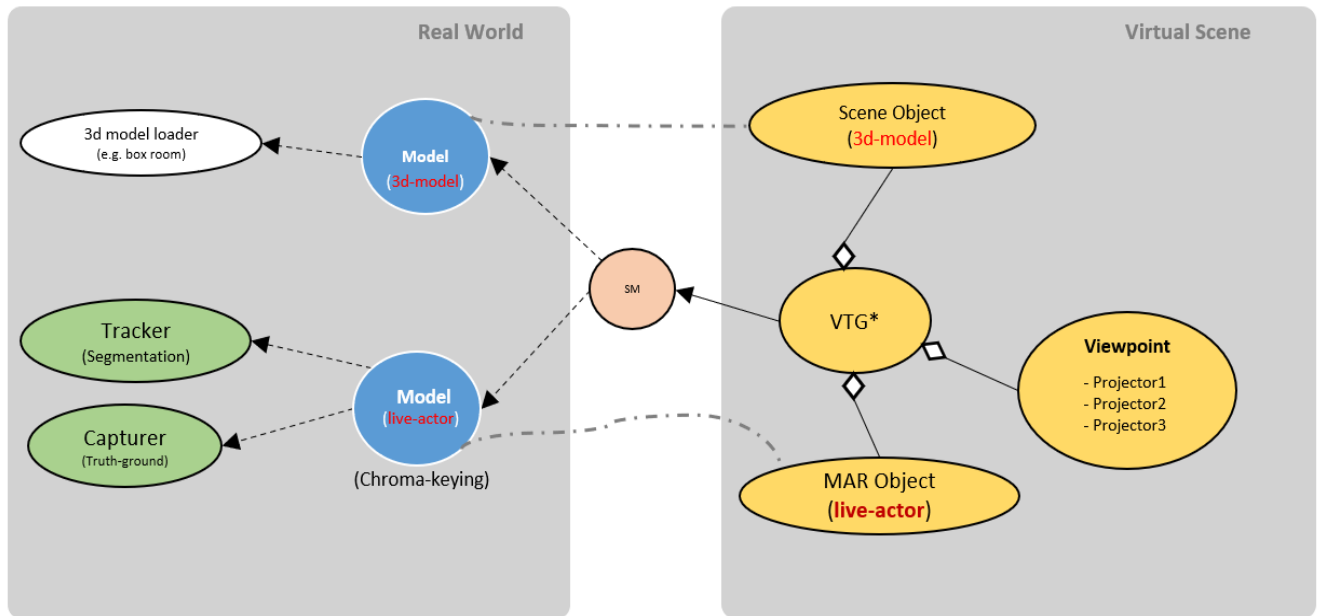 Real World
3d model loader
(e.g. box room)
Model
(3d-model)
Tracker
(Segmentation)
Capturer
(Truth-ground)
Model
(live-actor)
(Chroma-keying)
SM
Virtual Scene
Scene Object
(3d-model)
VTG*
Viewpoint
- Projector1
- Projector2
- Projector3
MAR Object
(live-actor)